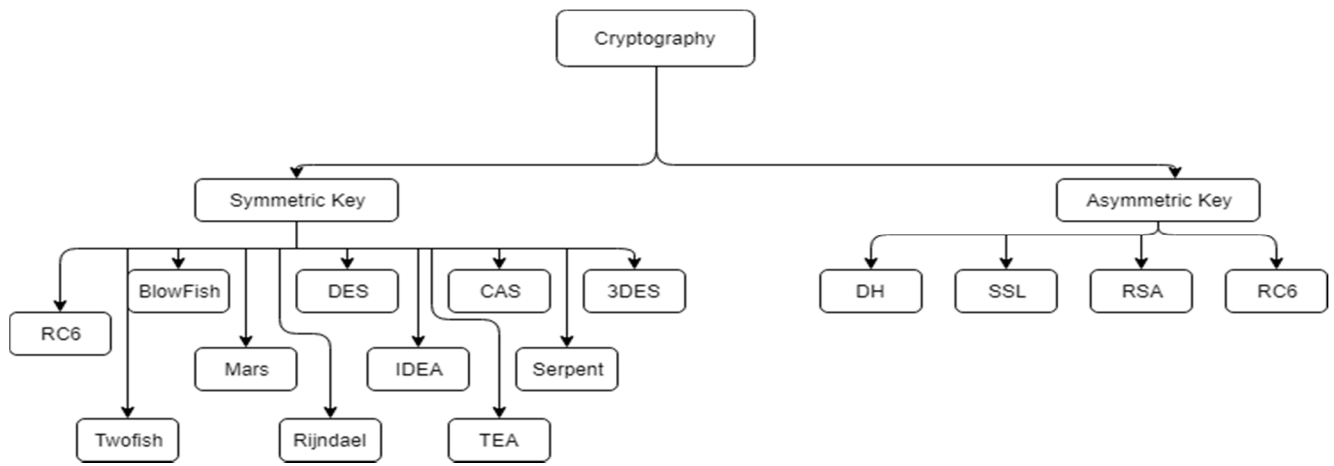 Cryptography
Symmetric Key
Asymmetric Key
BlowFish
DES
CAS
3DES
DH
SSL
RSA
RC6
RC6
Mars
IDEA
Serpent
Twofish
Rijndael
TEA